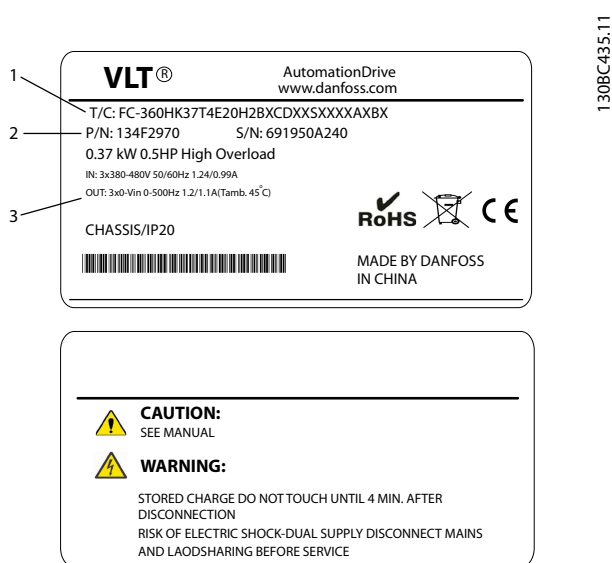 130BC435.11
VLT® AutomationDrive
www.danfoss.com
1
T/C: FC-360HK37T4E20H2BXCDXXSXXXXAXBX
2
P/N: 134F2970 S/N: 691950A240
0.37 kW 0.5HP High Overload
IN: 3x380-480V 50/60Hz 1.24/0.99A
OUT: 3x0-Vin 0-500Hz 1.2/1.1A(Tamb. 45°C)
3
RoHS CE
CHASSIS/IP20
MADE BY DANFOSS
IN CHINA
CAUTION:
SEE MANUAL
WARNING:
STORED CHARGE DO NOT TOUCH UNTIL 4 MIN. AFTER
DISCONNECTION
RISK OF ELECTRIC SHOCK-DUAL SUPPLY DISCONNECT MAINS
AND LAODSHARING BEFORE SERVICE